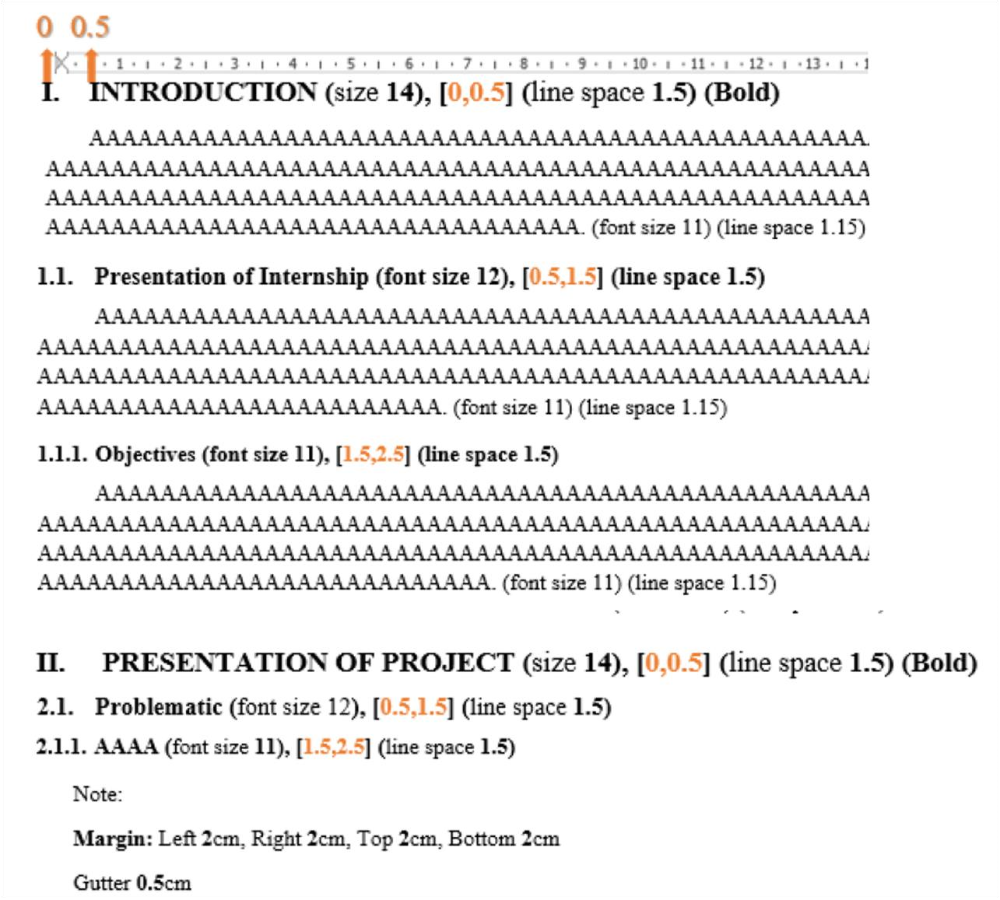 0 0.5
1 2 3 4 5 6 7 8 9 10 11 12 13 1
I. INTRODUCTION (size 14), [0,0.5] (line space 1.5) (Bold)
AAAAAAAAAAAAAAAAAAAAAAAAAAAAAAAAAAAAAAAAAAAAAAAA
AAAAAAAAAAAAAAAAAAAAAAAAAAAAAAAAAAAAAAAAAAAAAAAAAAA
AAAAAAAAAAAAAAAAAAAAAAAAAAAAAAAAAAAAAAAAAAAAAAAAAAA
AAAAAAAAAAAAAAAAAAAAAAAAAAAAAAAAA. (font size 11) (line space 1.15)
1.1. Presentation of Internship (font size 12), [0.5,1.5] (line space 1.5)
AAAAAAAAAAAAAAAAAAAAAAAAAAAAAAAAAAAAAAAAAAAAAAAA
AAAAAAAAAAAAAAAAAAAAAAAAAAAAAAAAAAAAAAAAAAAAAAAAAAA
AAAAAAAAAAAAAAAAAAAAAAAAAAAAAAAAAAAAAAAAAAAAAAAAAAA
AAAAAAAAAAAAAAAAAAAAAAAAA. (font size 11) (line space 1.15)
1.1.1. Objectives (font size 11), [1.5,2.5] (line space 1.5)
AAAAAAAAAAAAAAAAAAAAAAAAAAAAAAAAAAAAAAAAAAAAAAAA
AAAAAAAAAAAAAAAAAAAAAAAAAAAAAAAAAAAAAAAAAAAAAAAAAAA
AAAAAAAAAAAAAAAAAAAAAAAAAAAAAAAAAAAAAAAAAAAAAAAAAAA
AAAAAAAAAAAAAAAAAAAAAAAAAAAA. (font size 11) (line space 1.15)
II. PRESENTATION OF PROJECT (size 14), [0,0.5] (line space 1.5) (Bold)
2.1. Problematic (font size 12), [0.5,1.5] (line space 1.5)
2.1.1. AAAA (font size 11), [1.5,2.5] (line space 1.5)
Note:
Margin: Left 2cm, Right 2cm, Top 2cm, Bottom 2cm
Gutter 0.5cm